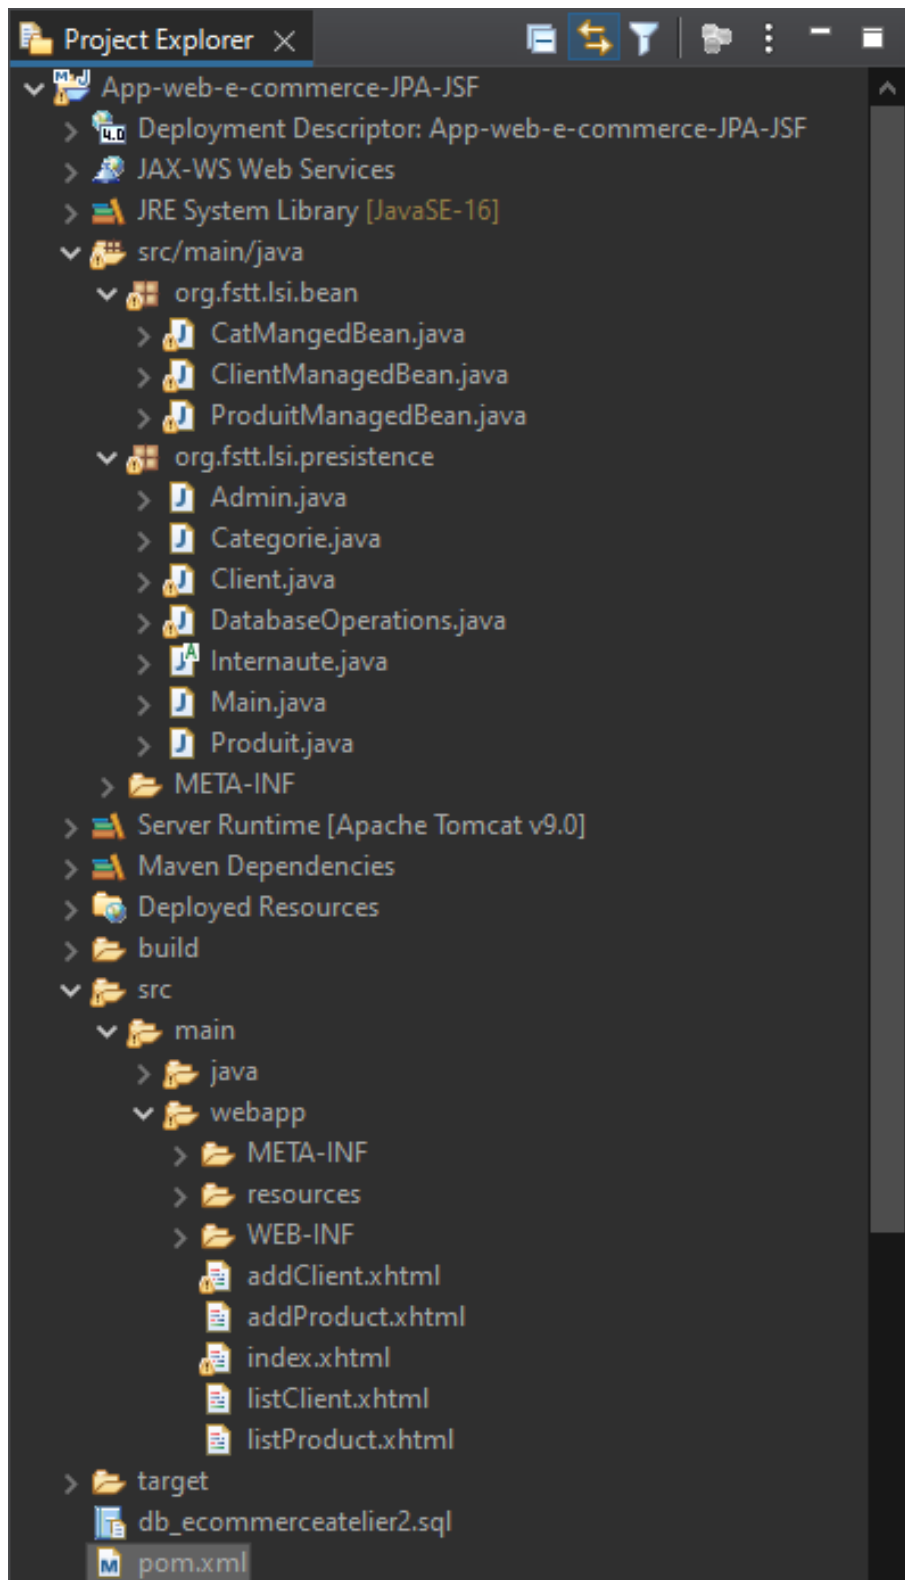 Project Explorer
App-web-e-commerce-JPA-JSF
Deployment Descriptor: App-web-e-commerce-JPA-JSF
JAX-WS Web Services
JRE System Library [JavaSE-16]
src/main/java
org.fstt.lsi.bean
CatMangedBean.java
ClientManagedBean.java
ProduitManagedBean.java
org.fstt.lsi.presistence
Admin.java
Categorie.java
Client.java
DatabaseOperations.java
Internaute.java
Main.java
Produit.java
META-INF
Server Runtime [Apache Tomcat v9.0]
Maven Dependencies
Deployed Resources
build
src
main
java
webapp
META-INF
resources
WEB-INF
addClient.xhtml
addProduct.xhtml
index.xhtml
listClient.xhtml
listProduct.xhtml
target
db_ecommerceatelier2.sql
pom.xml